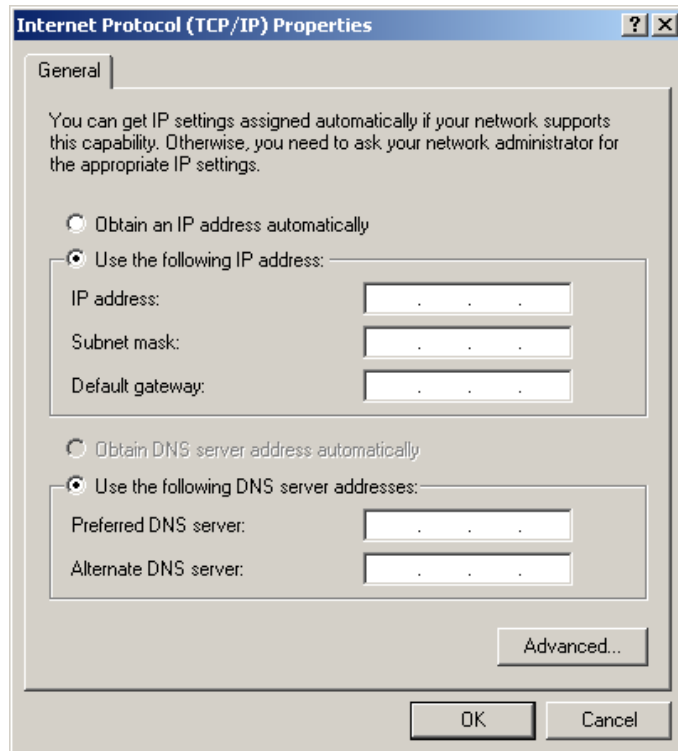 Internet Protocol (TCP/IP) Properties
General
You can get IP settings assigned automatically if your network supports
this capability. Otherwise, you need to ask your network administrator for
the appropriate IP settings.
Obtain an IP address automatically
Use the following IP address:
IP address:
Subnet mask:
Default gateway:
Obtain DNS server address automatically
Use the following DNS server addresses:
Preferred DNS server:
Alternate DNS server:
Advanced...
OK Cancel